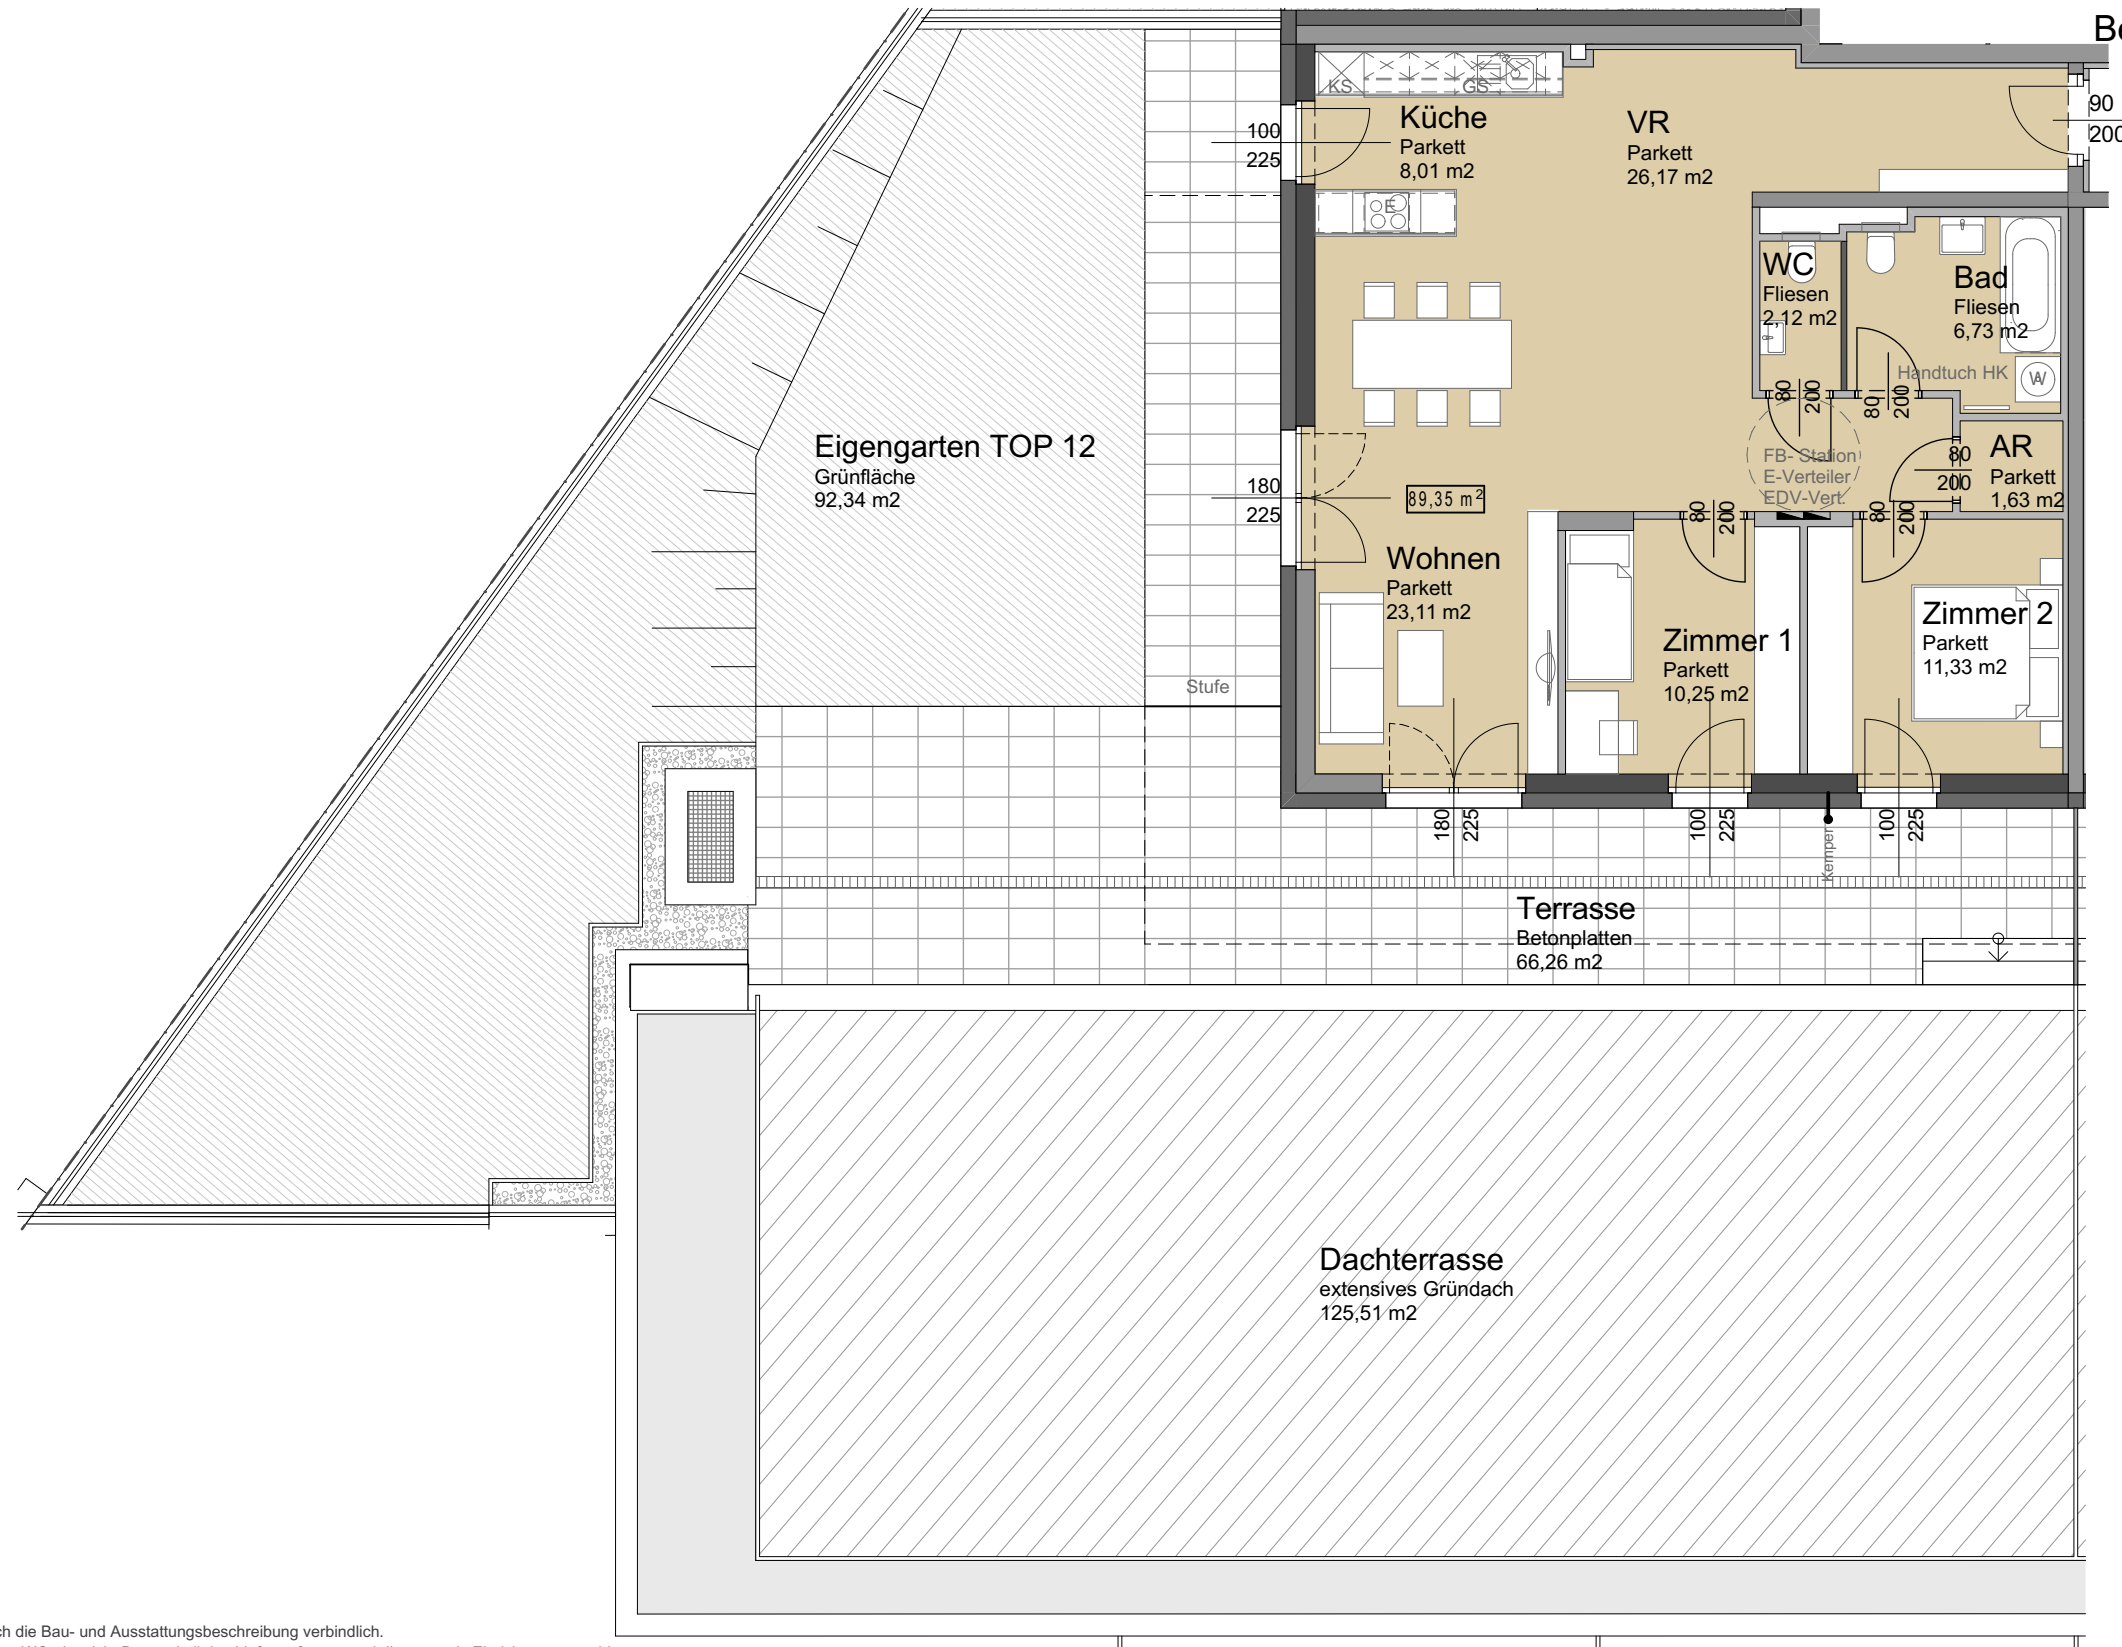 Be
KS
GS
Küche
Parkett
8,01 m2
VR
Parkett
26,17 m2
90
200
100
225
E
WC
Fliesen
2,12 m2
Bad
Fliesen
6,73 m2
Handtuch HK
W
A
80
200
80
200
Eigengarten TOP 12
Grünfläche
92,34 m2
FB- Station
E-Verteiler
EDV-Vert.
80
200
AR
Parkett
1,63 m2
180
225
89,35 m²
80
200
80
200
Wohnen
Parkett
23,11 m2
Zimmer 1
Parkett
10,25 m2
Zimmer 2
Parkett
11,33 m2
Stufe
180
225
100
225
Kemper
100
225
Terrasse
Betonplatten
66,26 m2
Dachterrasse
extensives Gründach
125,51 m2
ch die Bau- und Ausstattungsbeschreibung verbindlich.